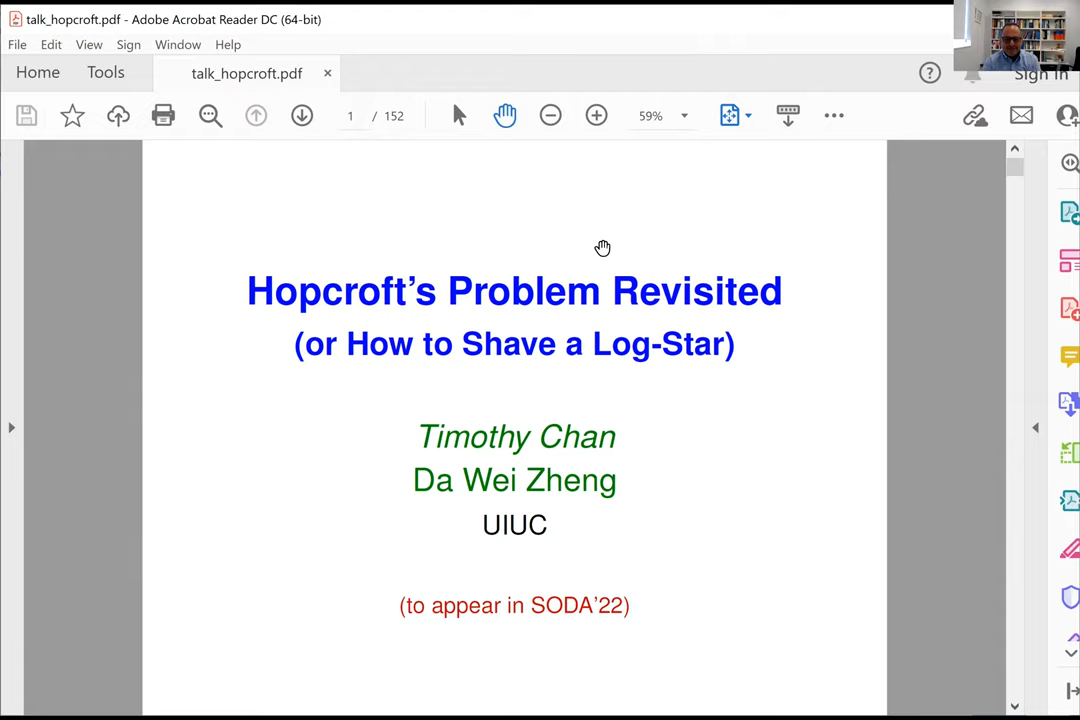 talk_hopcroft.pdf - Adobe Acrobat Reader DC (64-bit)
File Edit View Sign Window Help
Home Tools talk_hopcroft.pdf × Sign In
1 / 152 59%
Hopcroft's Problem Revisited
(or How to Shave a Log-Star)
Timothy Chan
Da Wei Zheng
UIUC
(to appear in SODA'22)